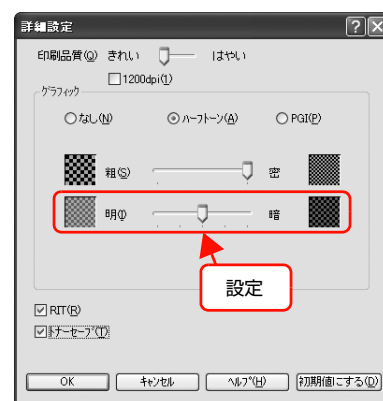 詳細設定
印刷品質(Q) きれい はやい
1200dpi(1)
グラフィック
なし(N) ハーフトーン(A) PGI(P)
粗(S) 密
明(I) 暗
設定
RIT(R)
トナーセーブ(T)
OK キャンセル ヘルプ(H) 初期値にする(D)